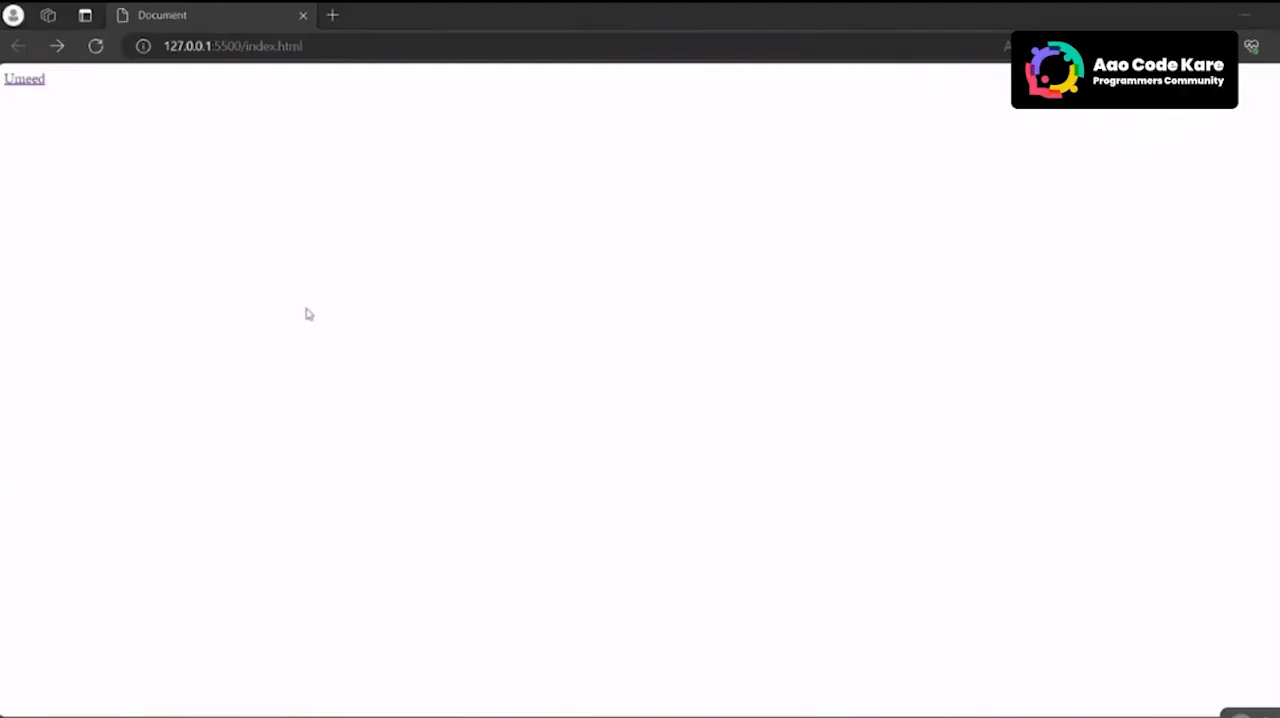 Document
127.0.0.1:5500/index.html
Aao Code Kare
Programmers Community
Umeed